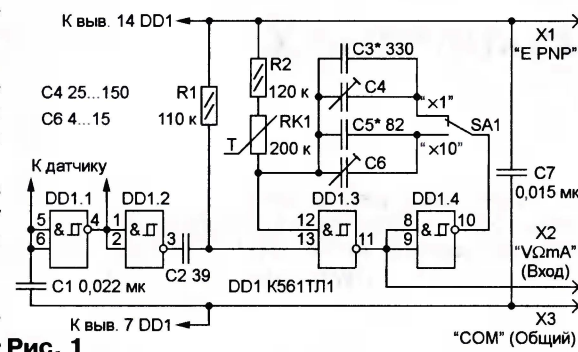 К выв. 14 DD1
X1
"E PNP"
C3* 330
C4 25...150
C6 4...15
R1
110 к
R2
120 к
C4
"×1"
SA1
RK1
200 к
T
C5* 82
"×10"
C6
C7
0,015 мк
К датчику
DD1.1
DD1.2
DD1.3
DD1.4
5
6
&
4
1
2
&
3
12
13
&
11
8
9
&
10
C2 39
C1 0,022 мк
DD1 К561ТЛ1
X2
"VΩmA"
(Вход)
К выв. 7 DD1
X3
"COM" (Общий)
Рис. 1